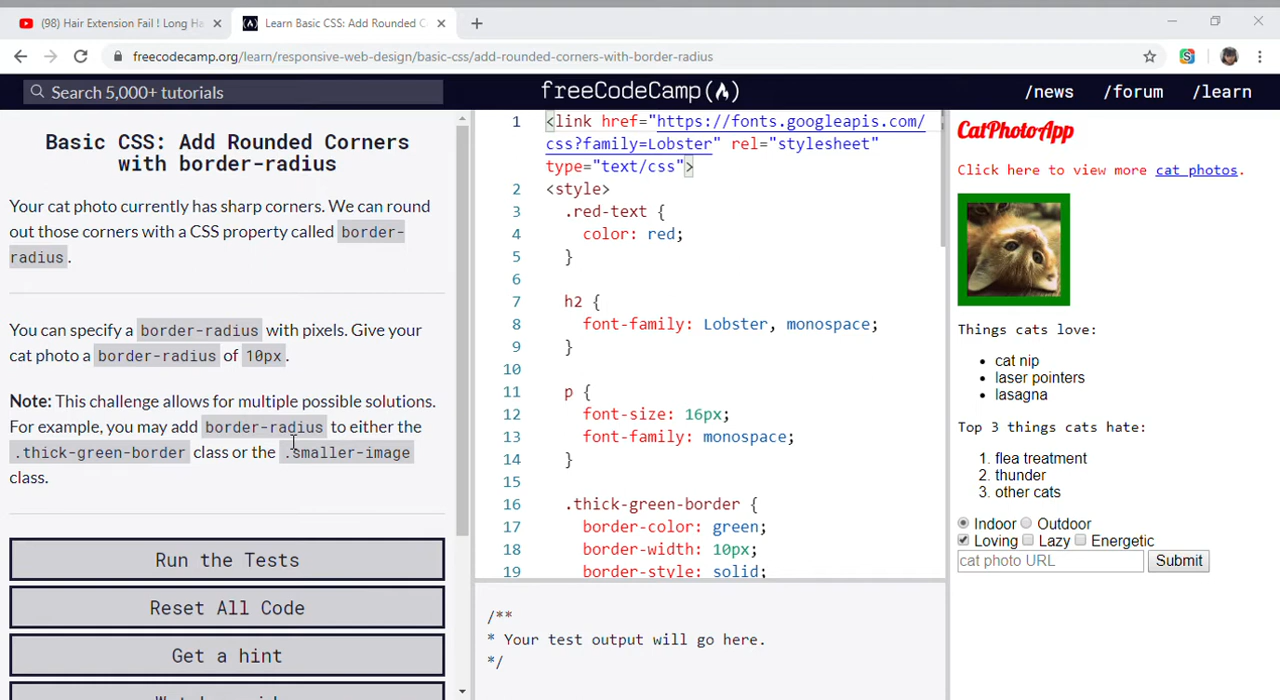 (98) Hair Extension Fail ! Long Ha
Learn Basic CSS: Add Rounded C
freecodecamp.org/learn/responsive-web-design/basic-css/add-rounded-corners-with-border-radius
Search 5,000+ tutorials
freeCodeCamp
/news
/forum
/learn
Basic CSS: Add Rounded Corners
with border-radius
Your cat photo currently has sharp corners. We can round
out those corners with a CSS property called border-
radius.
You can specify a border-radius with pixels. Give your
cat photo a border-radius of 10px.
Note: This challenge allows for multiple possible solutions.
For example, you may add border-radius to either the
.thick-green-border class or the .smaller-image
class.
Run the Tests
Reset All Code
Get a hint
1 <link href="https://fonts.googleapis.com/
css?family=Lobster" rel="stylesheet"
type="text/css">
2 <style>
3 .red-text {
4 color: red;
5 }
6
7 h2 {
8 font-family: Lobster, monospace;
9 }
10
11 p {
12 font-size: 16px;
13 font-family: monospace;
14 }
15
16 .thick-green-border {
17 border-color: green;
18 border-width: 10px;
19 border-style: solid;
/**
* Your test output will go here.
*/
CatPhotoApp
Click here to view more cat photos.
Things cats love:
• cat nip
• laser pointers
• lasagna
Top 3 things cats hate:
1. flea treatment
2. thunder
3. other cats
Indoor Outdoor
Loving Lazy Energetic
cat photo URL Submit